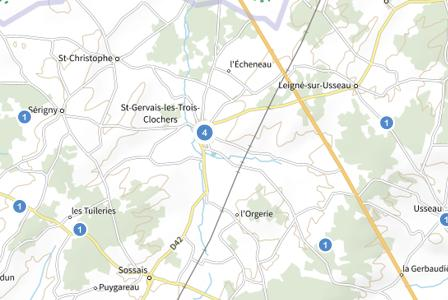 St-Christophe
l'Écheneau
Leigné-sur-Usseau
Sérigny
1
St-Gervais-les-Trois-
Clochers
4
1
1
les Tuileries
1
l'Orgerie
Usseau
1
D42
1
Sossais
la Gerbaudiè
dun
Puygareau